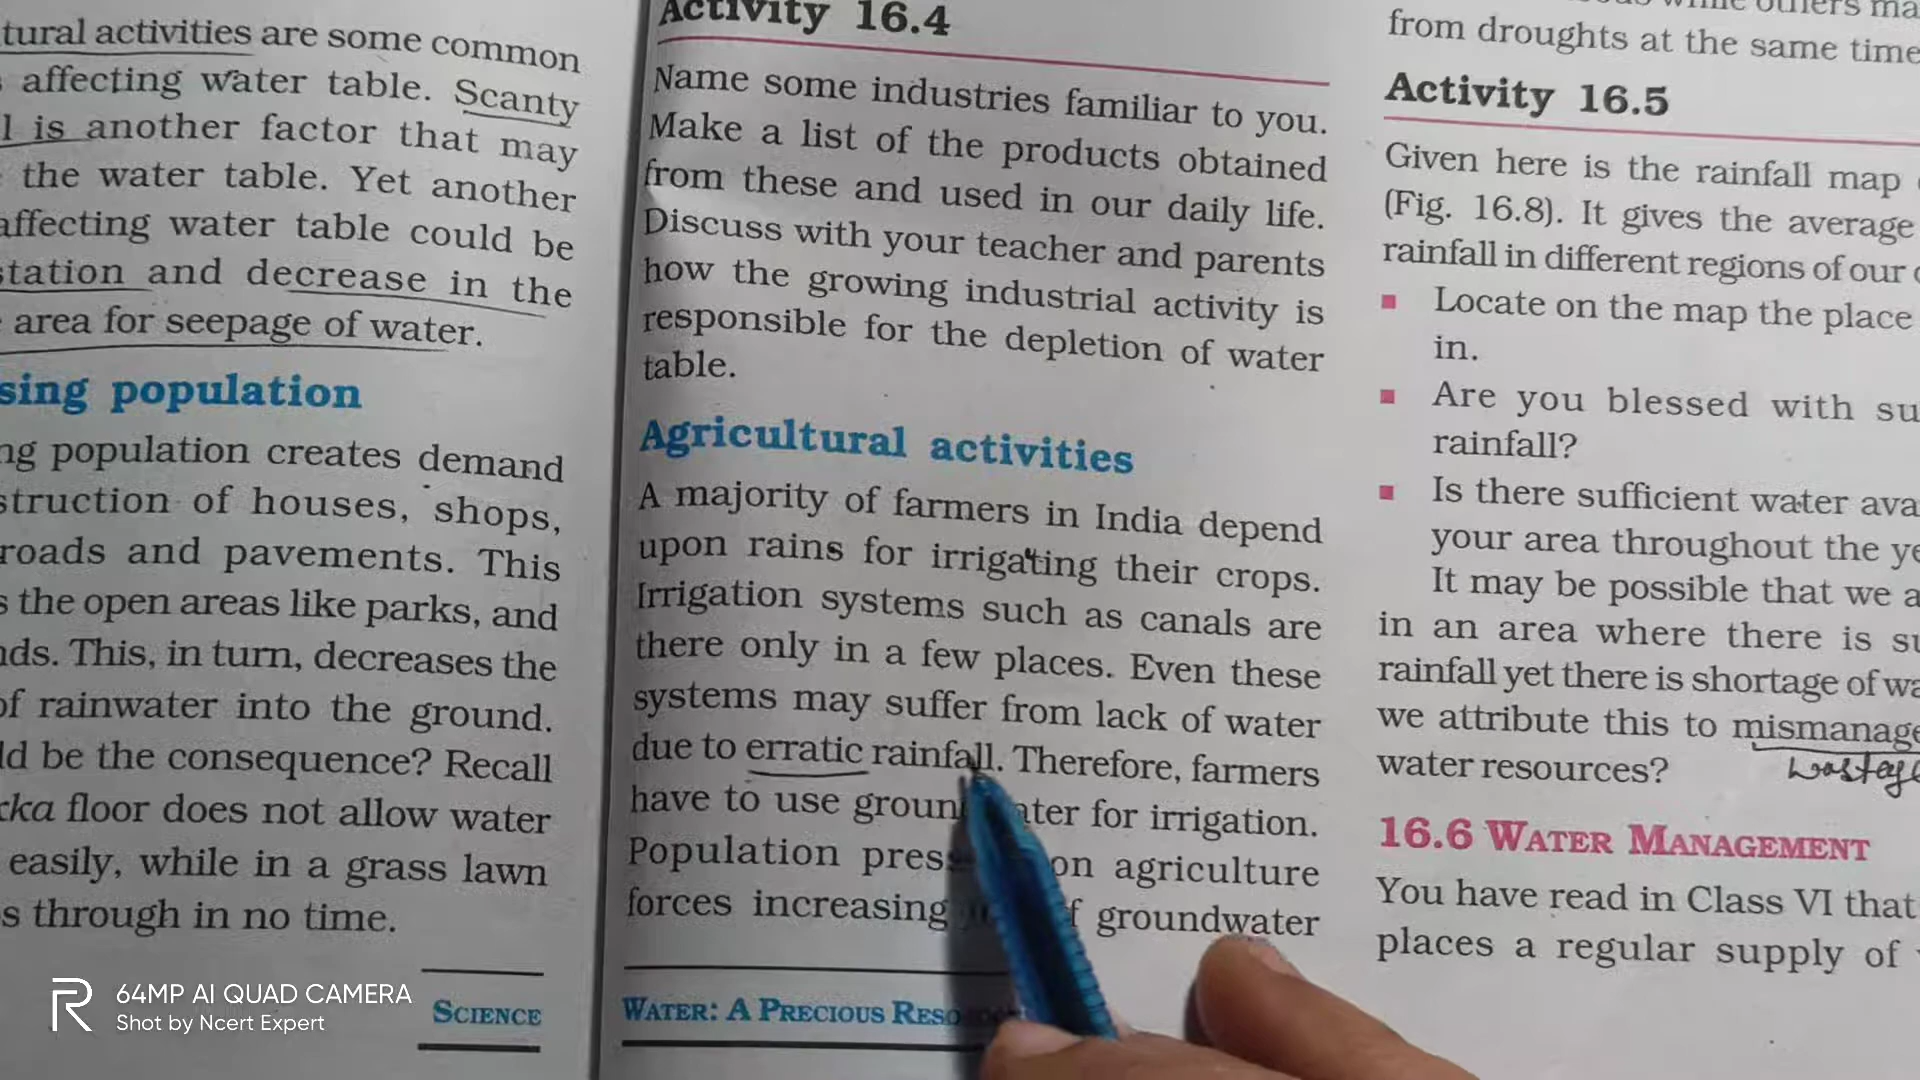 tural activities are some common
affecting water table. Scanty
l is another factor that may
the water table. Yet another
affecting water table could be
station and decrease in the
area for seepage of water.
sing population
ng population creates demand
struction of houses, shops,
roads and pavements. This
s the open areas like parks, and
nds. This, in turn, decreases the
of rainwater into the ground.
ld be the consequence? Recall
kka floor does not allow water
easily, while in a grass lawn
s through in no time.
SCIENCE
Activity 16.4
Name some industries familiar to you.
Make a list of the products obtained
from these and used in our daily life.
Discuss with your teacher and parents
how the growing industrial activity is
responsible for the depletion of water
table.
Agricultural activities
A majority of farmers in India depend
upon rains for irrigating their crops.
Irrigation systems such as canals are
there only in a few places. Even these
systems may suffer from lack of water
due to erratic rainfall. Therefore, farmers
have to use groun ater for irrigation.
Population pres on agriculture
forces increasing f groundwater
WATER: A PRECIOUS RESO
while others ma
from droughts at the same time
Activity 16.5
Given here is the rainfall map
(Fig. 16.8). It gives the average
rainfall in different regions of our
▪ Locate on the map the place
in.
▪ Are you blessed with su
rainfall?
▪ Is there sufficient water ava
your area throughout the ye
It may be possible that we a
in an area where there is su
rainfall yet there is shortage of wa
we attribute this to mismanage
water resources? wastage
16.6 WATER MANAGEMENT
You have read in Class VI that
places a regular supply of
R
64MP AI QUAD CAMERA
Shot by Ncert Expert